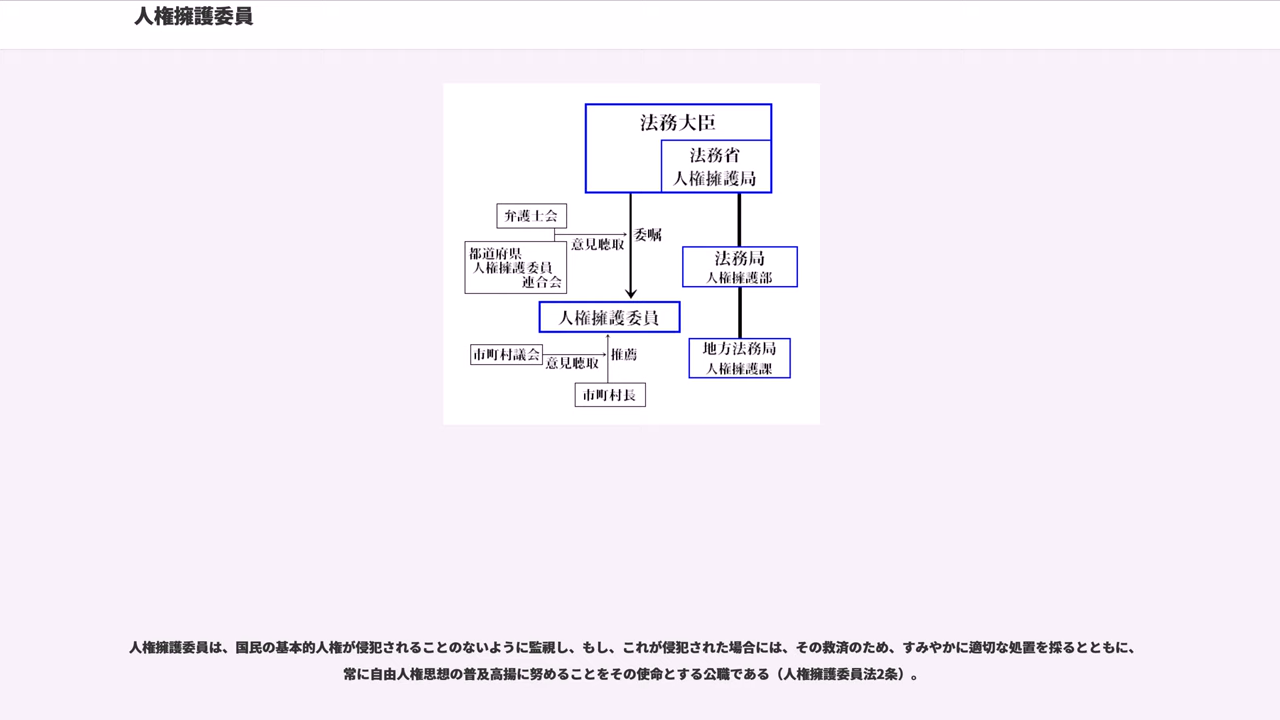 人権擁護委員
法務大臣
法務省
人権擁護局
弁護士会
意見聴取
委嘱
都道府県
人権擁護委員
連合会
法務局
人権擁護部
人権擁護委員
市町村議会
意見聴取
推薦
地方法務局
人権擁護課
市町村長
人権擁護委員は、国民の基本的人権が侵犯されることのないように監視し、もし、これが侵犯された場合には、その救済のため、すみやかに適切な処置を採るとともに、
常に自由人権思想の普及高揚に努めることをその使命とする公職である（人権擁護委員法2条）。